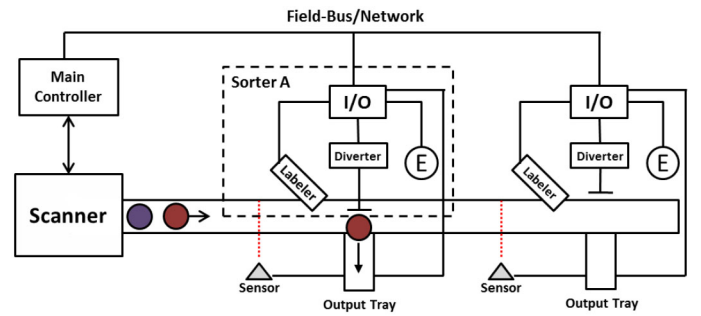 Field-Bus/Network
Main
Controller
Sorter A
I/O
I/O
Diverter
E
Diverter
E
Labeler
Labeler
Scanner
Sensor
Output Tray
Sensor
Output Tray